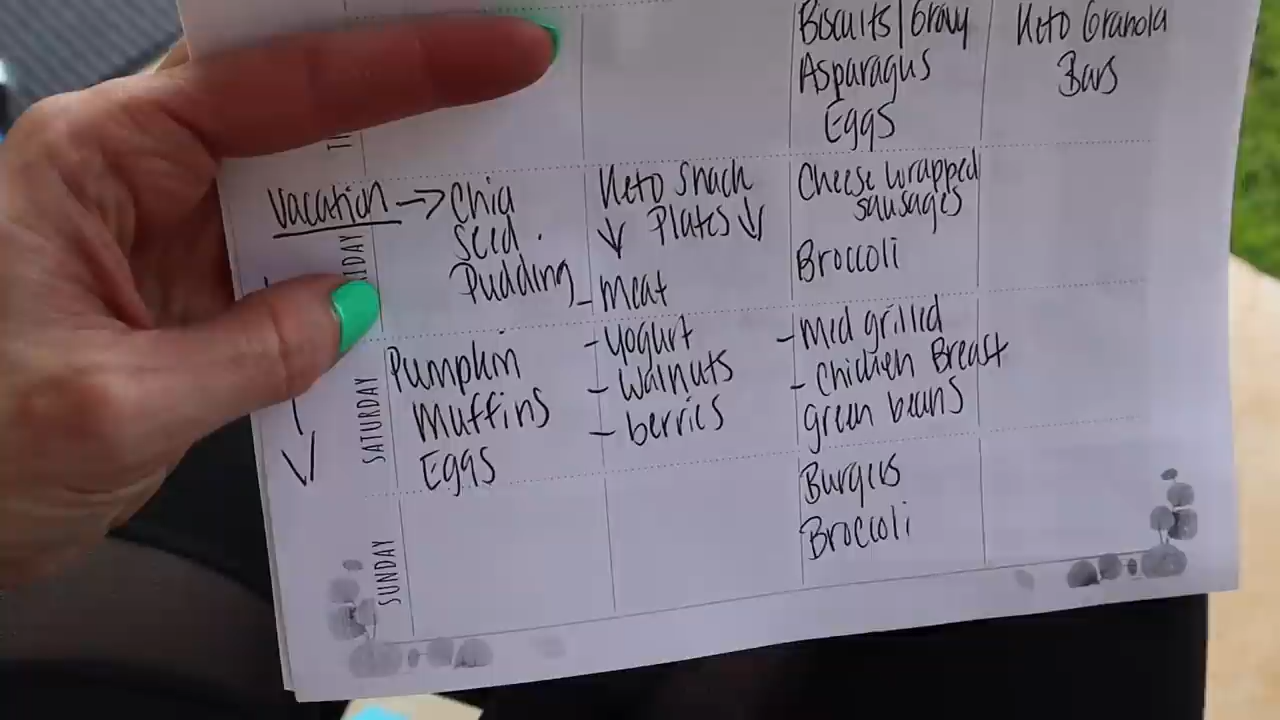 Biscuits/Gravy
Asparagus
Eggs
Keto Granola
Bars
Vacation → Chia
Seed
Pudding
Keto Snack
↓ Plates ↓
- Meat
- Yogurt
- Walnuts
- berries
Cheese Wrapped
sausages
Broccoli
SATURDAY
Pumpkin
Muffins
Eggs
- Med grilled
- Chicken Breast
green beans
SUNDAY
Burgers
Broccoli